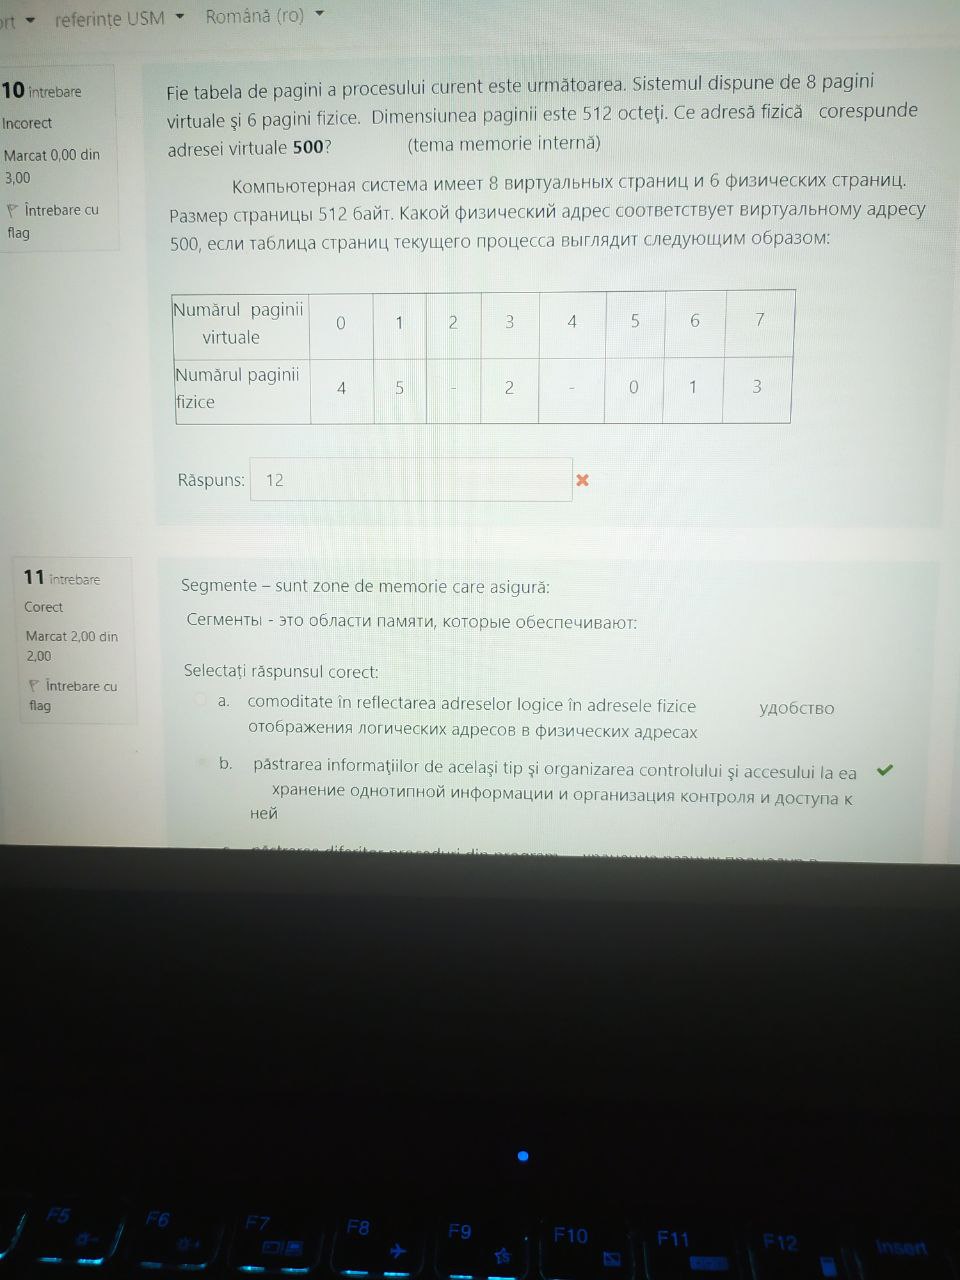 referințe USM Română (ro)
10 întrebare
Incorect
Marcat 0,00 din
3,00
Întrebare cu
flag
Fie tabela de pagini a procesului curent este următoarea. Sistemul dispune de 8 pagini
virtuale şi 6 pagini fizice. Dimensiunea paginii este 512 octeţi. Ce adresă fizică corespunde
adresei virtuale 500? (tema memorie internă)
Компьютерная система имеет 8 виртуальных страниц и 6 физических страниц.
Размер страницы 512 байт. Какой физический адрес соответствует виртуальному адресу
500, если таблица страниц текущего процесса выглядит следующим образом:
Numărul paginii
virtuale
0 1 2 3 4 5 6 7
Numărul paginii
fizice
4 5 - 2 - 0 1 3
Răspuns: 12
11 întrebare
Corect
Marcat 2,00 din
2,00
Întrebare cu
flag
Segmente – sunt zone de memorie care asigură:
Сегменты - это области памяти, которые обеспечивают:
Selectați răspunsul corect:
a. comoditate în reflectarea adreselor logice în adresele fizice удобство
отображения логических адресов в физических адресах
b. păstrarea informaţiilor de acelaşi tip şi organizarea controlului şi accesului la ea
хранение однотипной информации и организация контроля и доступа к
ней
F5 F6 F7 F8 F9 F10 F11 F12 Insert